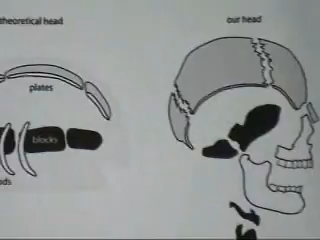 theoretical head
our head
plates
blocks
ods